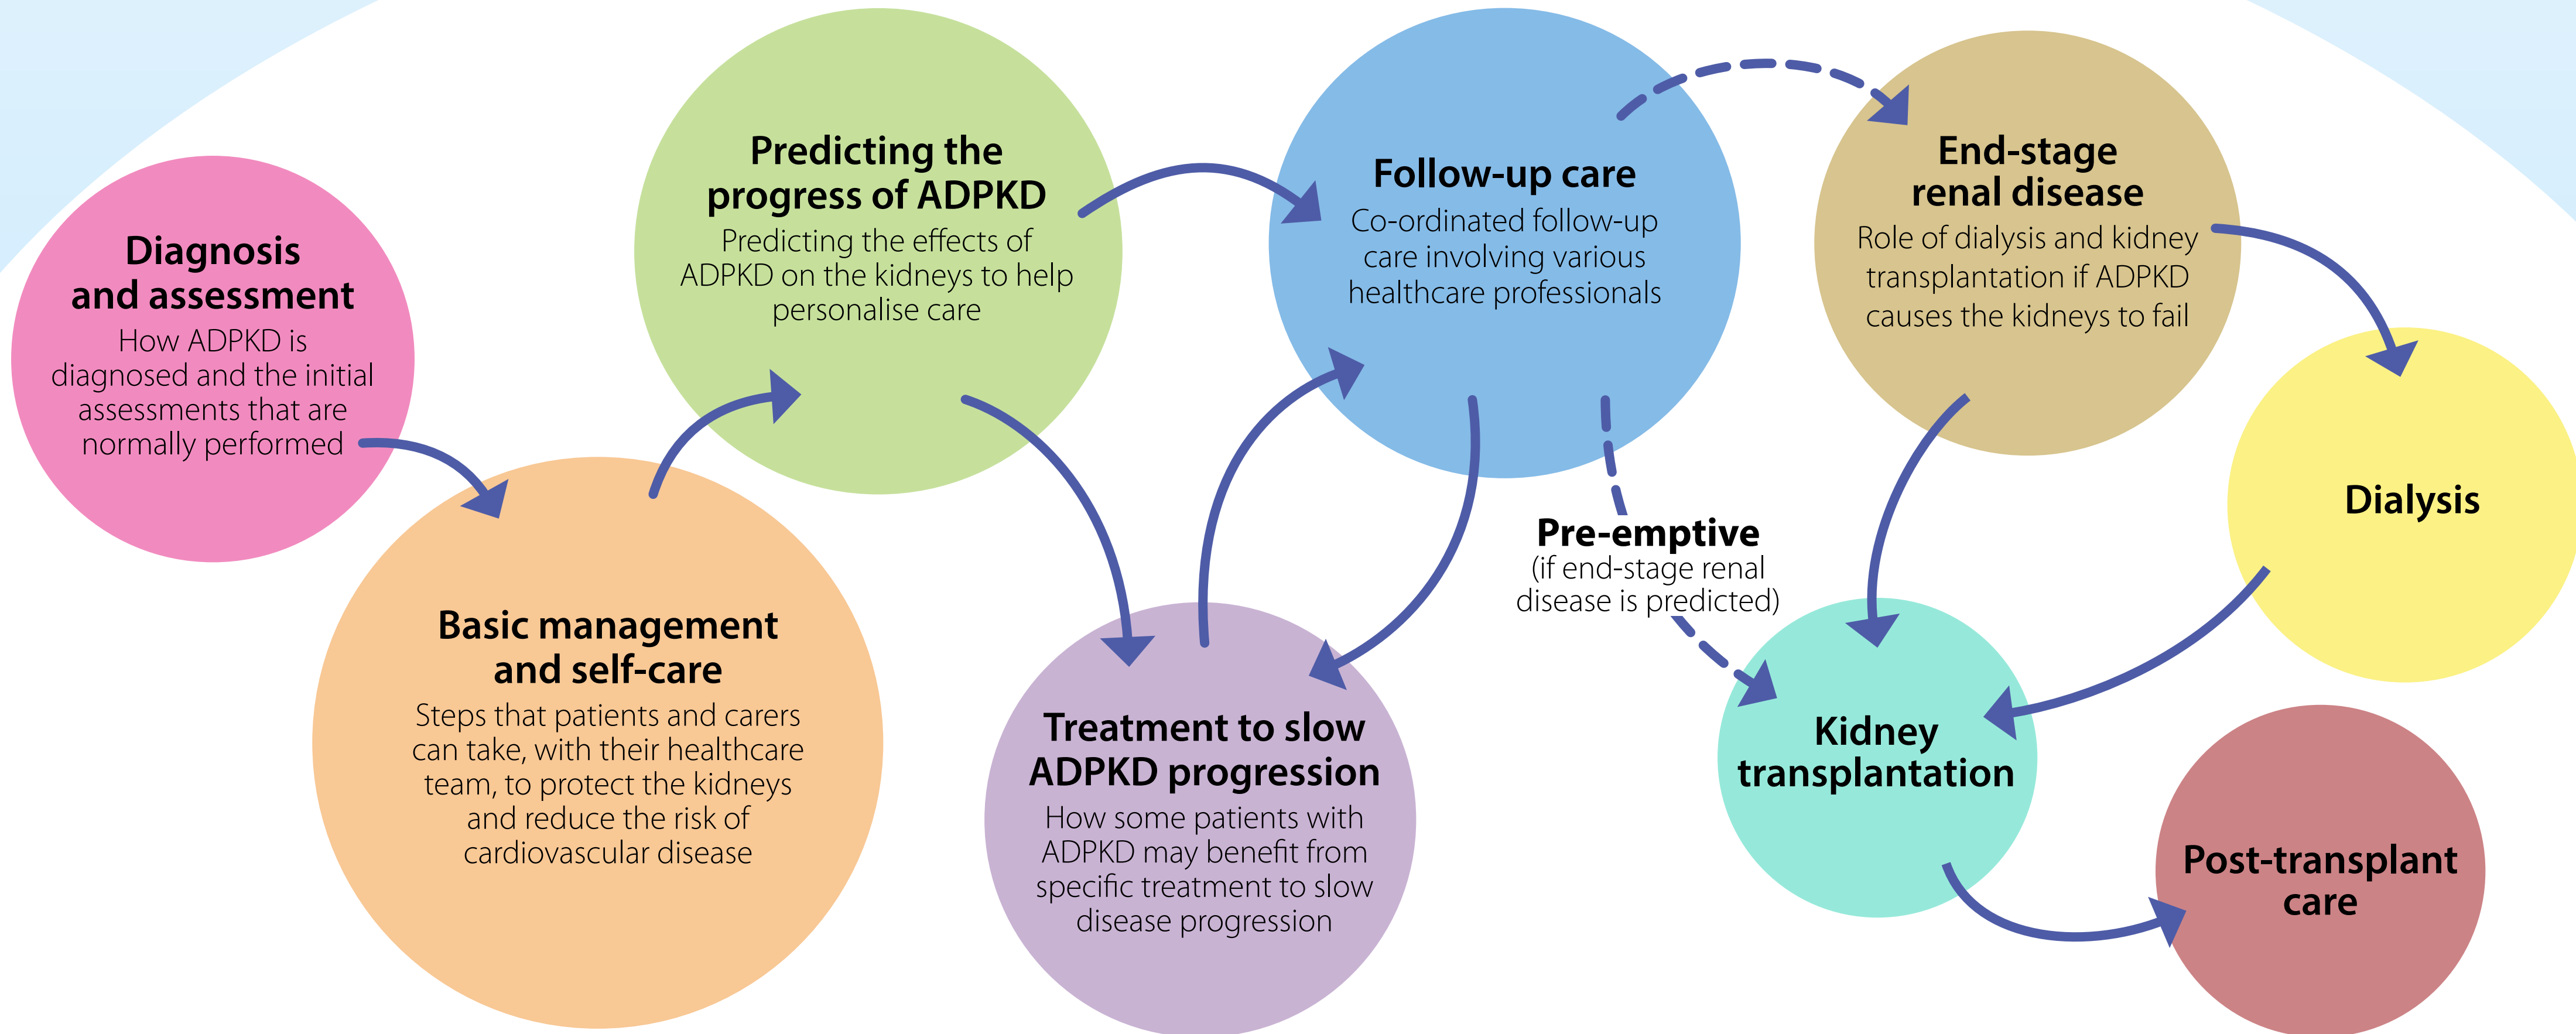 Diagnosis
and assessment
How ADPKD is
diagnosed and the initial
assessments that are
normally performed
Basic management
and self-care
Steps that patients and carers
can take, with their healthcare
team, to protect the kidneys
and reduce the risk of
cardiovascular disease
Predicting the
progress of ADPKD
Predicting the effects of
ADPKD on the kidneys to help
personalise care
Treatment to slow
ADPKD progression
How some patients with
ADPKD may benefit from
specific treatment to slow
disease progression
Follow-up care
Co-ordinated follow-up
care involving various
healthcare professionals
Pre-emptive
(if end-stage renal
disease is predicted)
End-stage
renal disease
Role of dialysis and kidney
transplantation if ADPKD
causes the kidneys to fail
Dialysis
Kidney
transplantation
Post-transplant
care